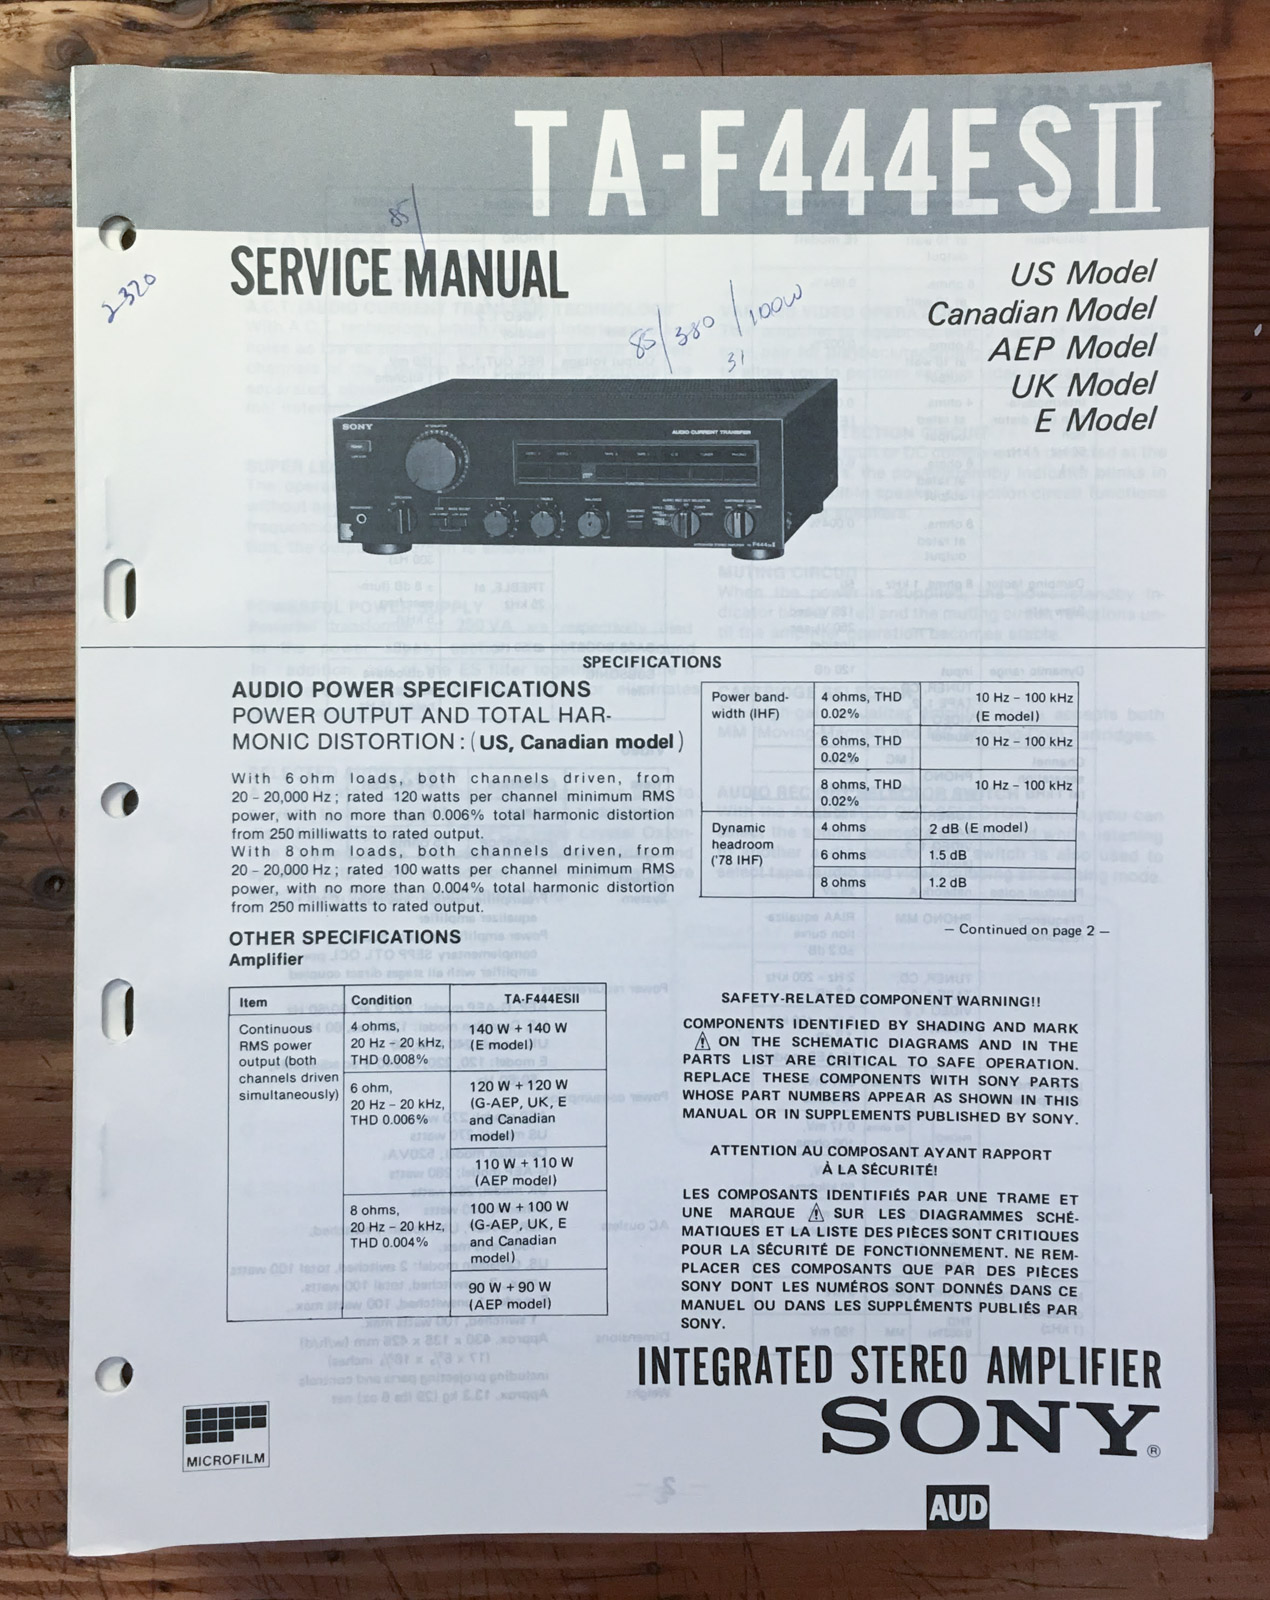 TA-F444ESII
85/
SERVICE MANUAL
2320
US Model
Canadian Model
AEP Model
UK Model
E Model
85/380/100W
31
SONY
AUDIO CURRENT TRANSFER
SPECIFICATIONS
AUDIO POWER SPECIFICATIONS
POWER OUTPUT AND TOTAL HAR-
MONIC DISTORTION: (US, Canadian model)
With 6 ohm loads, both channels driven, from
20 – 20,000 Hz; rated 120 watts per channel minimum RMS
power, with no more than 0.006% total harmonic distortion
from 250 milliwatts to rated output.
With 8 ohm loads, both channels driven, from
20 – 20,000 Hz; rated 100 watts per channel minimum RMS
power, with no more than 0.004% total harmonic distortion
from 250 milliwatts to rated output.
OTHER SPECIFICATIONS
Amplifier
Item Condition TA-F444ESII
Continuous
RMS power
output (both
channels driven
simultaneously)
4 ohms,
20 Hz – 20 kHz,
THD 0.008%
140 W + 140 W
(E model)
6 ohm,
20 Hz – 20 kHz,
THD 0.006%
120 W + 120 W
(G-AEP, UK, E
and Canadian
model)
110 W + 110 W
(AEP model)
8 ohms,
20 Hz – 20 kHz,
THD 0.004%
100 W + 100 W
(G-AEP, UK, E
and Canadian
model)
90 W + 90 W
(AEP model)
Power band-
width (IHF)
4 ohms, THD
0.02%
10 Hz – 100 kHz
(E model)
6 ohms, THD
0.02%
10 Hz – 100 kHz
8 ohms, THD
0.02%
10 Hz – 100 kHz
Dynamic
headroom
('78 IHF)
4 ohms 2 dB (E model)
6 ohms 1.5 dB
8 ohms 1.2 dB
– Continued on page 2 –
SAFETY-RELATED COMPONENT WARNING!!
COMPONENTS IDENTIFIED BY SHADING AND MARK
⚠ ON THE SCHEMATIC DIAGRAMS AND IN THE
PARTS LIST ARE CRITICAL TO SAFE OPERATION.
REPLACE THESE COMPONENTS WITH SONY PARTS
WHOSE PART NUMBERS APPEAR AS SHOWN IN THIS
MANUAL OR IN SUPPLEMENTS PUBLISHED BY SONY.
ATTENTION AU COMPOSANT AYANT RAPPORT
À LA SÉCURITÉ!
LES COMPOSANTS IDENTIFIÉS PAR UNE TRAME ET
UNE MARQUE ⚠ SUR LES DIAGRAMMES SCHÉ-
MATIQUES ET LA LISTE DES PIÈCES SONT CRITIQUES
POUR LA SÉCURITÉ DE FONCTIONNEMENT. NE REM-
PLACER CES COMPOSANTS QUE PAR DES PIÈCES
SONY DONT LES NUMÉROS SONT DONNÉS DANS CE
MANUEL OU DANS LES SUPPLÉMENTS PUBLIÉS PAR
SONY.
INTEGRATED STEREO AMPLIFIER
SONY®
MICROFILM
AUD